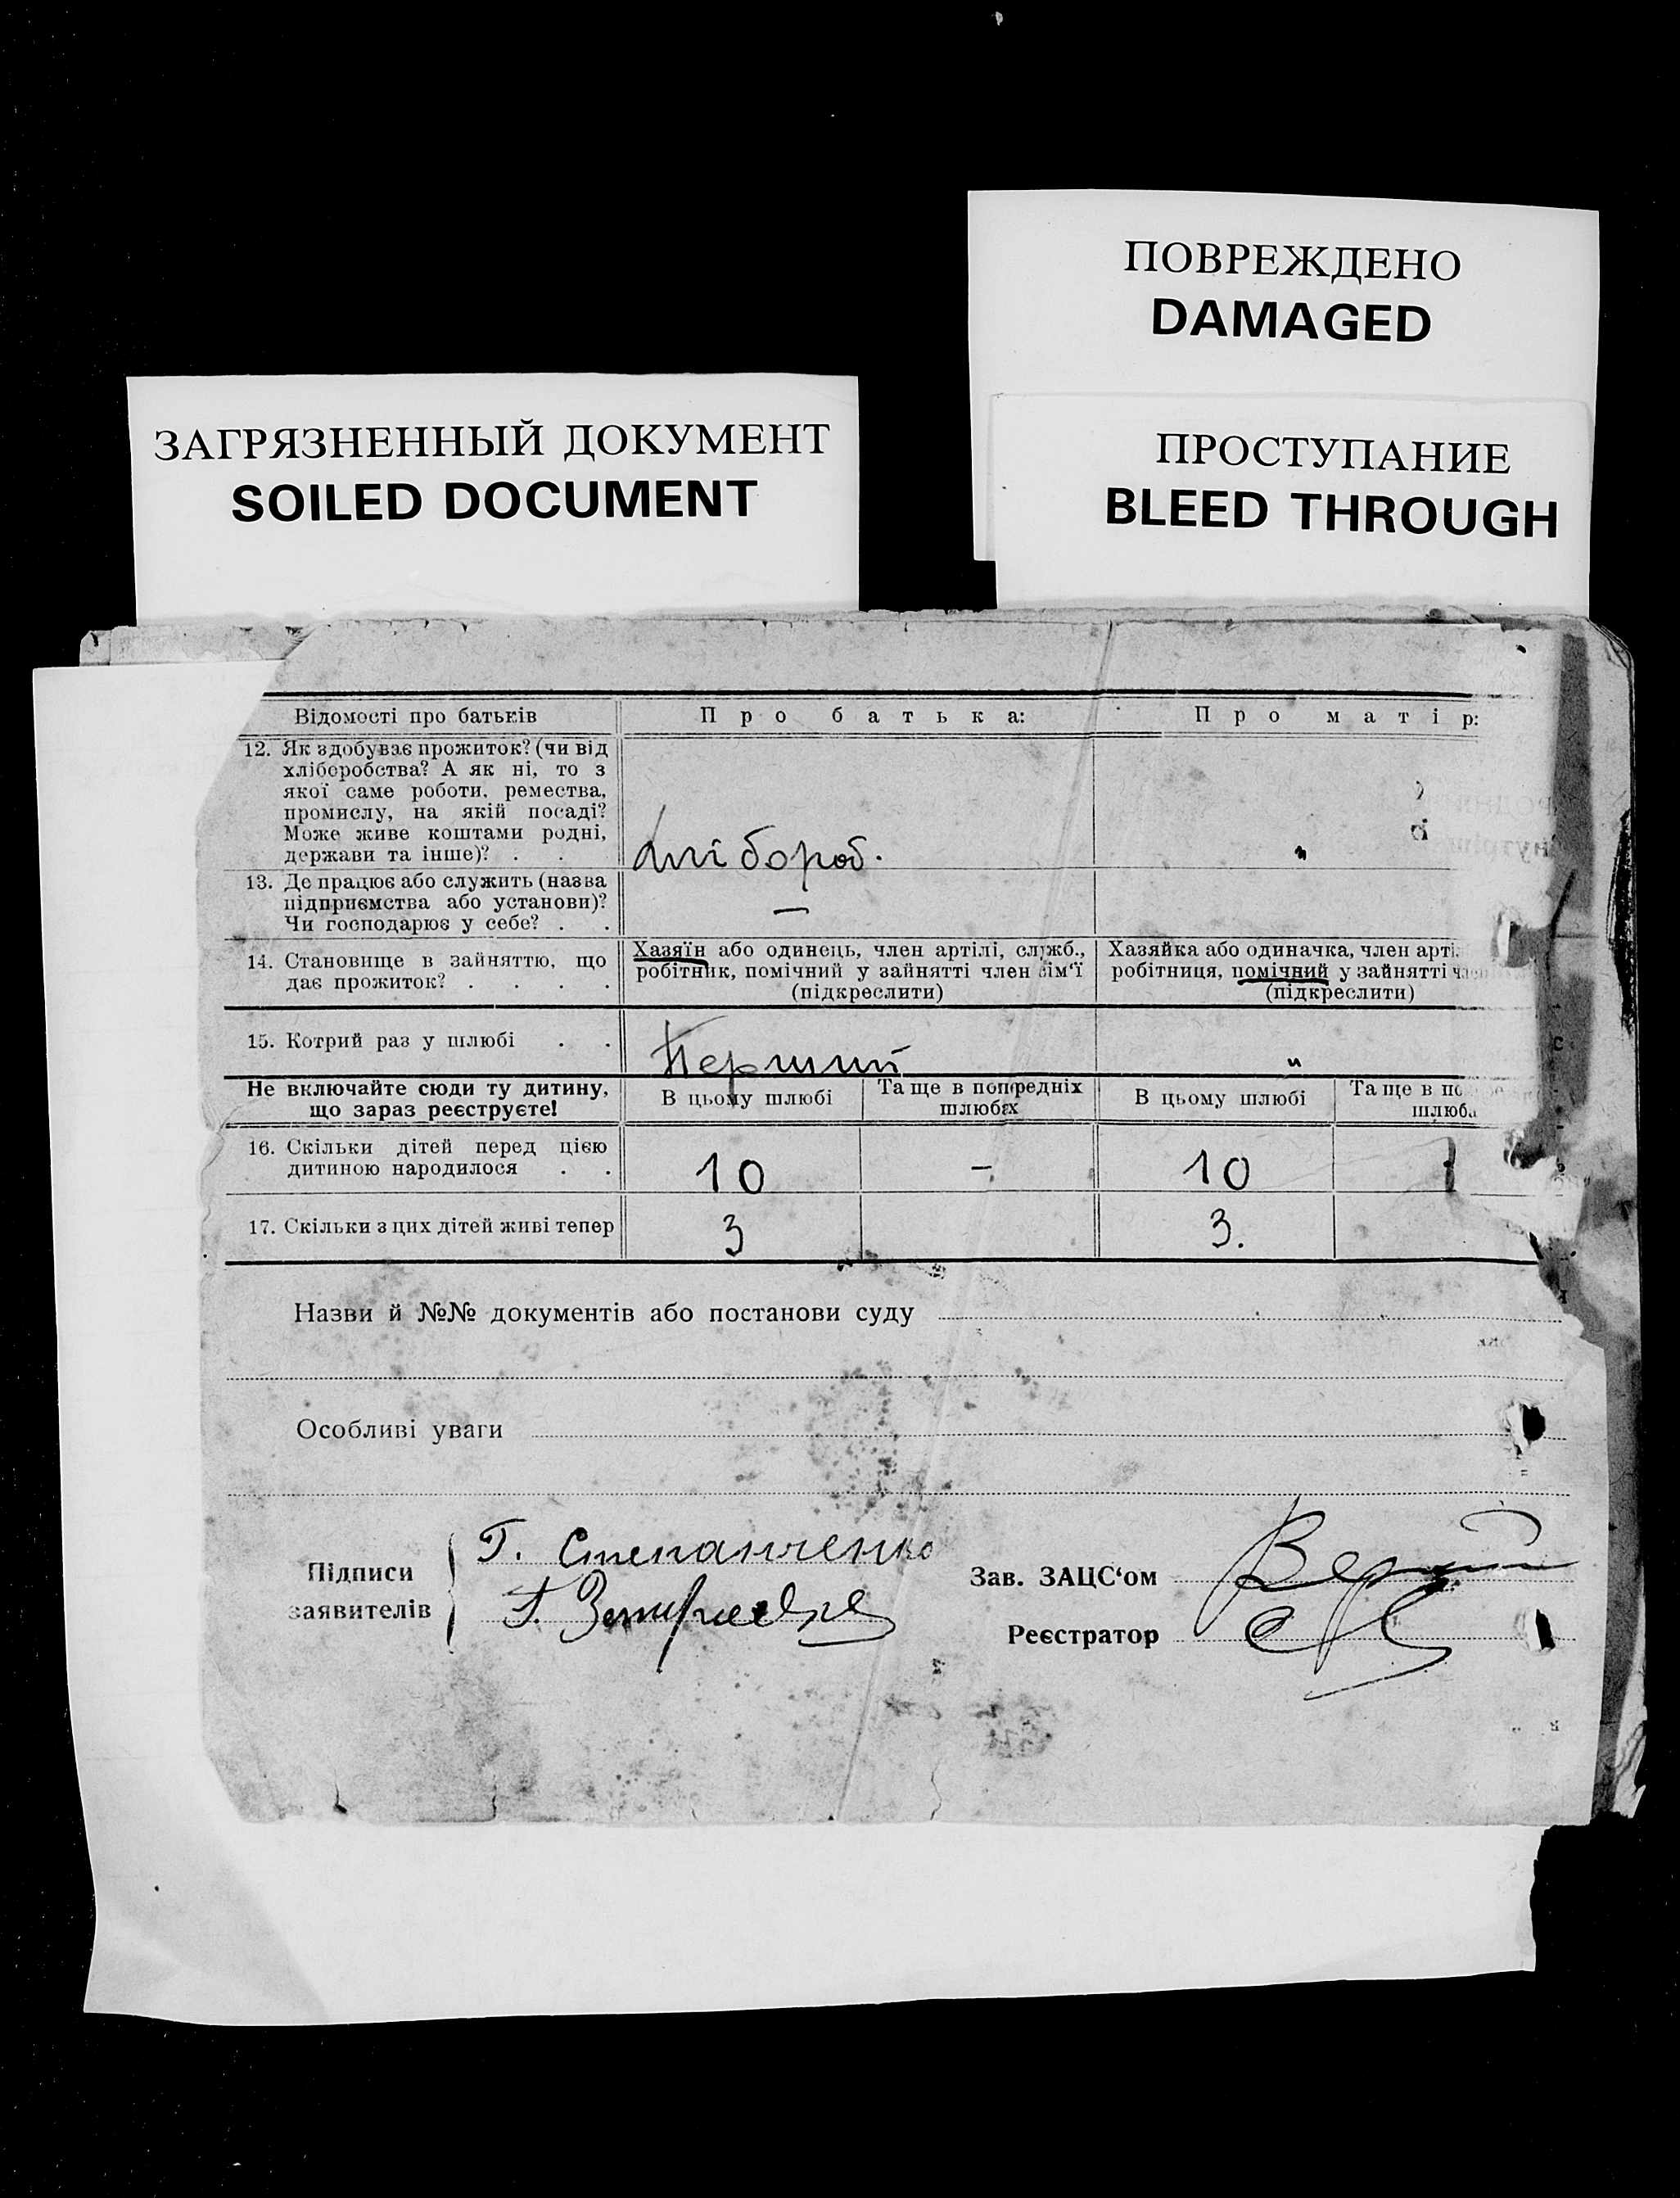 ПОВРЕЖДЕНО
DAMAGED
ЗАГРЯЗНЕННЫЙ ДОКУМЕНТ
SOILED DOCUMENT
ПРОСТУПАНИЕ
BLEED THROUGH
Відомості про батьків
Про батька:
Про матір:
12. Як здобуває прожиток? (чи від
хліборобства? А як ні, то з
якої саме роботи, ремества,
промислу, на якій посаді?
Може живе коштами родні,
держави та інше)? . .
хлібороб.
"
13. Де працює або служить (назва
підприємства або установи)?
Чи господарює у себе? . .
—
14. Становище в зайняттю, що
дає прожиток? . . . .
Хазяїн або одинець, член артілі, служб.,
робітник, помічний у зайнятті член сім'ї
(підкреслити)
Хазяйка або одиначка, член арті
робітниця, помічний у зайнятті
(підкреслити)
15. Котрий раз у шлюбі . .
Перший
"
Не включайте сюди ту дитину,
що зараз реєструєте!
В цьому шлюбі
Та ще в попередніх
шлюбах
В цьому шлюбі
Та ще в
16. Скільки дітей перед цією
дитиною народилося . .
10
-
10
17. Скільки з цих дітей живі тепер
3
3.
Назви й №№ документів або постанови суду
Особливі уваги
Підписи
заявителів
Г. Степанченко
Зав. ЗАЦС'ом
Реєстратор